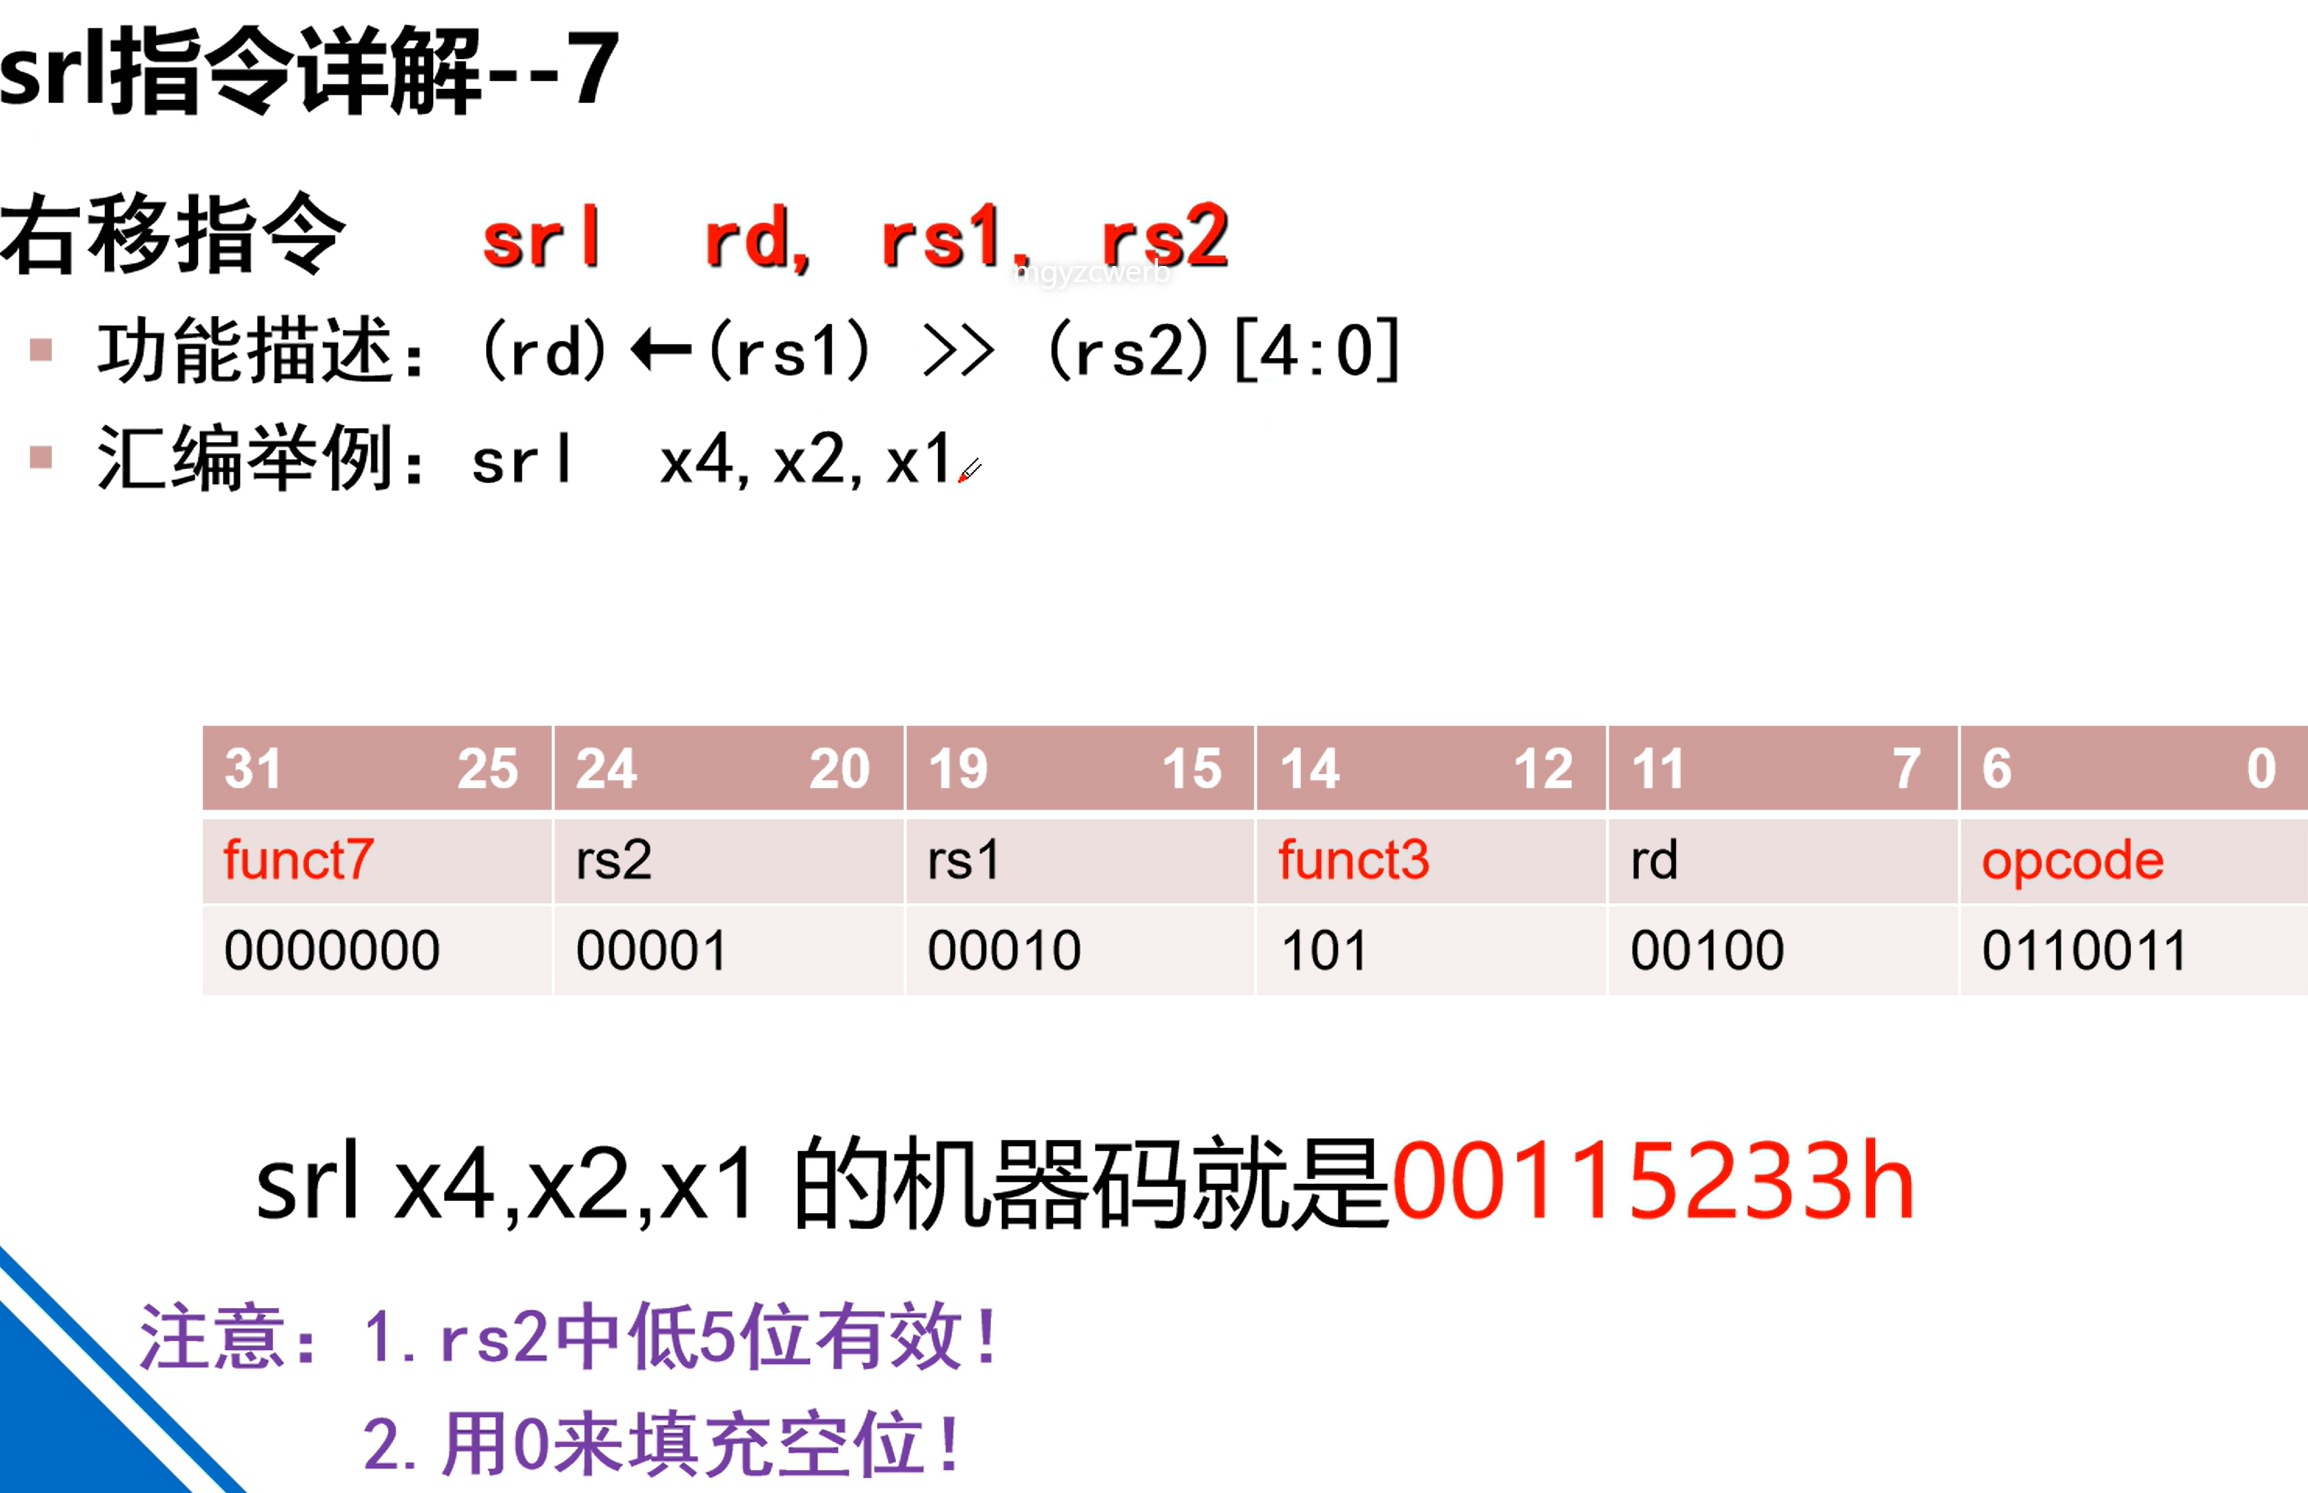 srl指令详解--7
右移指令 srl rd, rs1, rs2
mgyzcwerb
功能描述：(rd)←(rs1) >> (rs2)[4:0]
汇编举例：srl x4, x2, x1
31 25 24 20 19 15 14 12 11 7 6 0
funct7 rs2 rs1 funct3 rd opcode
0000000 00001 00010 101 00100 0110011
srl x4,x2,x1 的机器码就是00115233h
注意：1.rs2中低5位有效！
2.用0来填充空位！